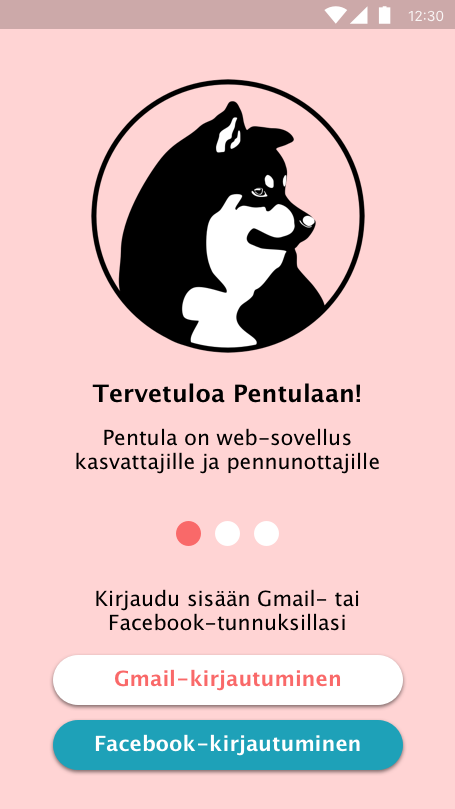 12:30
Tervetuloa Pentulaan!
Pentula on web-sovellus
kasvattajille ja pennunottajille
Kirjaudu sisään Gmail- tai
Facebook-tunnuksillasi
Gmail-kirjautuminen
Facebook-kirjautuminen